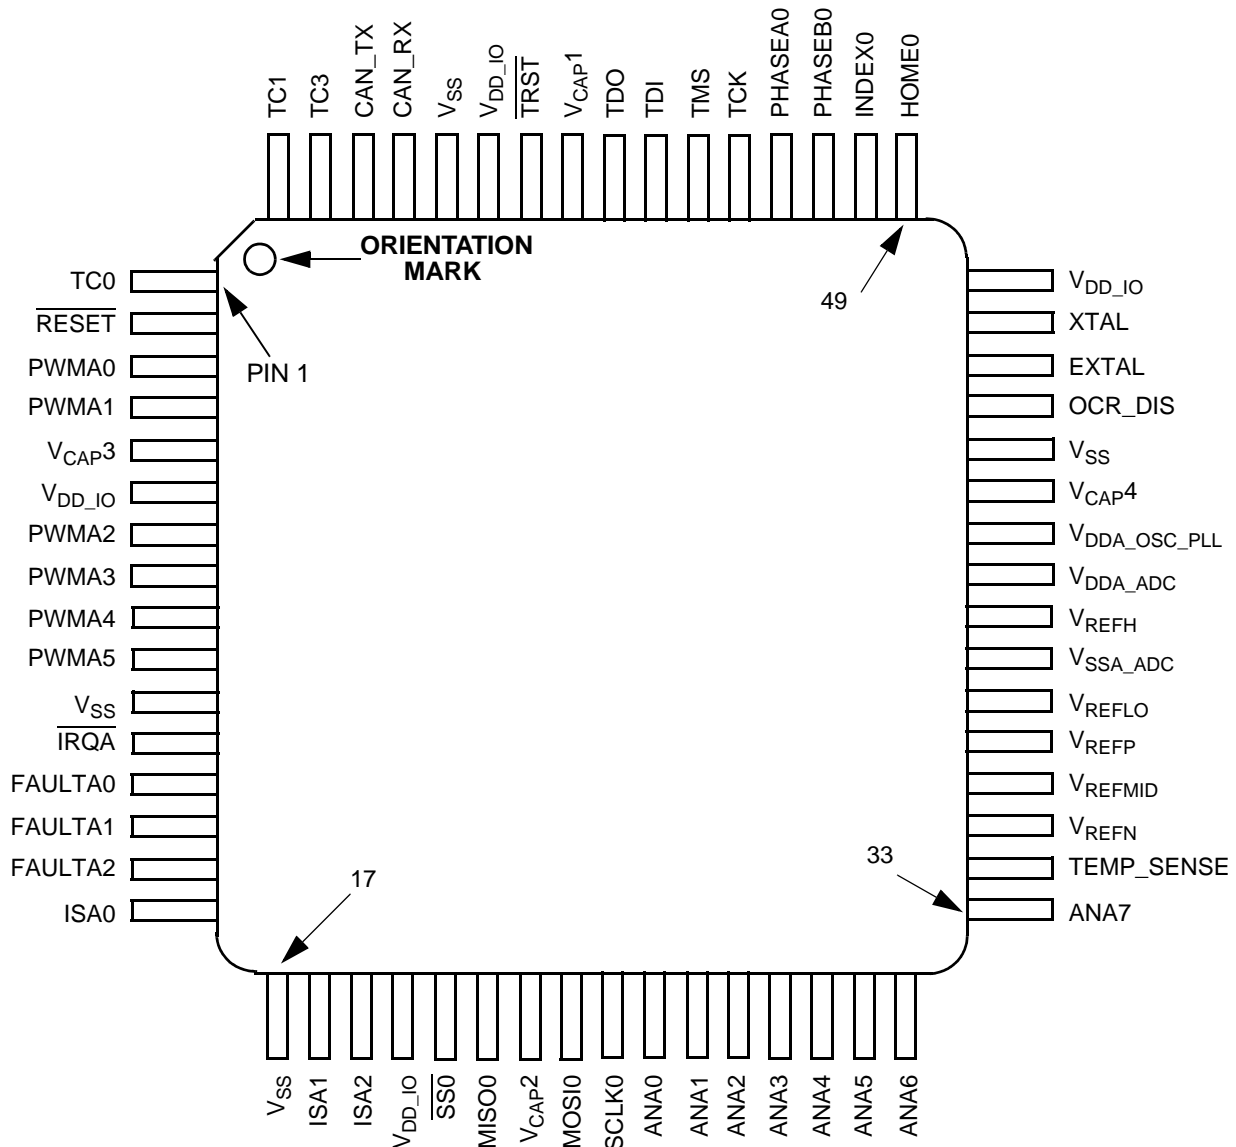 TC1
TC3
CAN_TX
CAN_RX
VSS
VDD_IO
TRST
VCAP1
TDO
TDI
TMS
TCK
PHASEA0
PHASEB0
INDEX0
HOME0
ORIENTATION
MARK
49
PIN 1
TC0
RESET
PWMA0
PWMA1
VCAP3
VDD_IO
PWMA2
PWMA3
PWMA4
PWMA5
VSS
IRQA
FAULTA0
FAULTA1
FAULTA2
ISA0
VDD_IO
XTAL
EXTAL
OCR_DIS
VSS
VCAP4
VDDA_OSC_PLL
VDDA_ADC
VREFH
VSSA_ADC
VREFLO
VREFP
VREFMID
VREFN
TEMP_SENSE
ANA7
17
33
VSS
ISA1
ISA2
VDD_IO
SS0
MISO0
VCAP2
MOSI0
SCLK0
ANA0
ANA1
ANA2
ANA3
ANA4
ANA5
ANA6